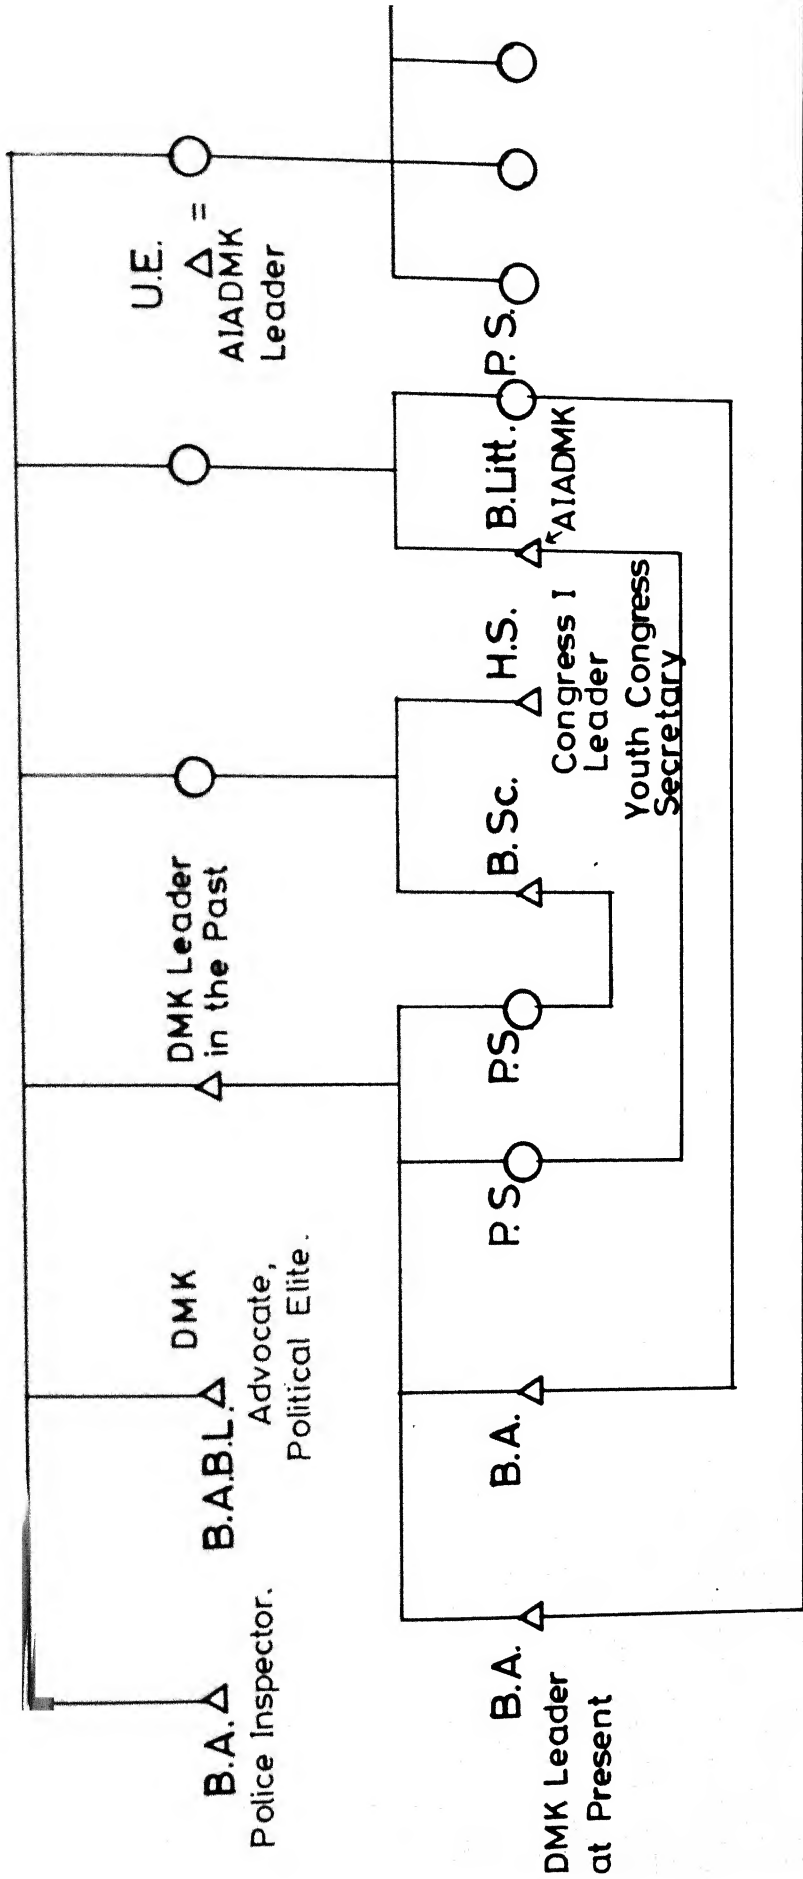 B.A.
Police Inspector.
B.A.B.L.
DMK
Advocate,
Political Elite.
DMK Leader
in the Past
U.E.
=
AIADMK
Leader
B.A.
DMK Leader
at Present
B.A.
P.S
P.S
B.Sc.
H.S.
Congress I
Leader
Youth Congress
Secretary
B.Litt.
AIADMK
P.S.